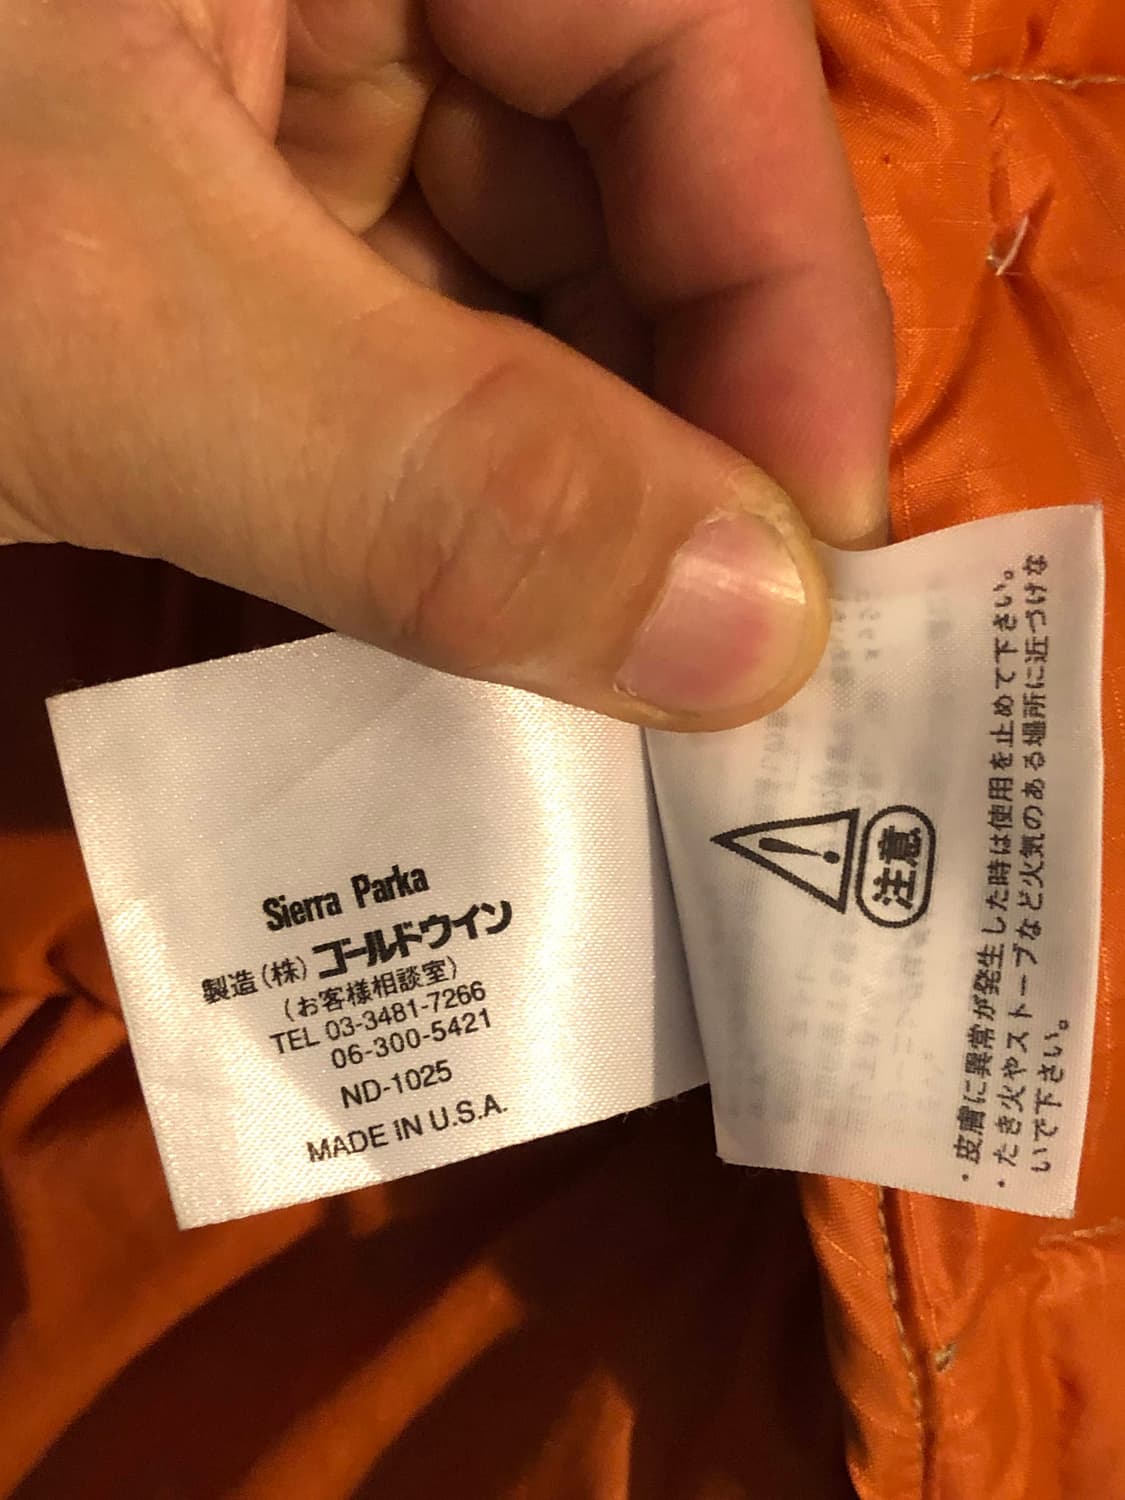 Sierra Parka
製造(株)ゴールドウイン
(お客様相談室)
TEL 03-3481-7266
06-300-5421
ND-1025
MADE IN U.S.A.
注意
・皮膚に異常が発生した時は使用を止めて下さい。
・たき火やストーブなど火気のある場所に近づけな
いで下さい。